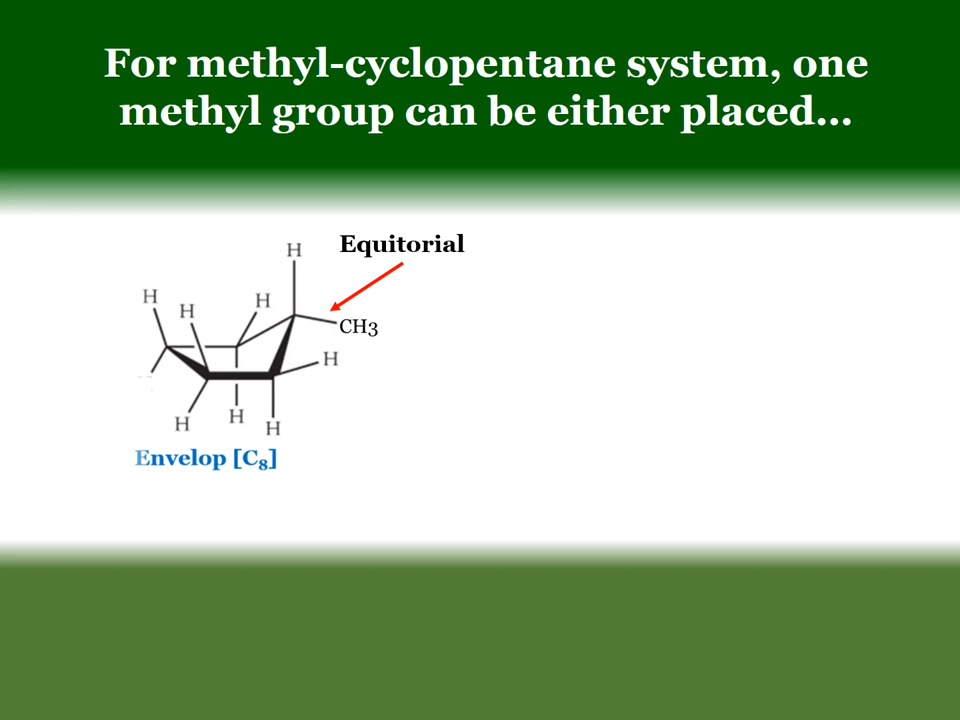 For methyl-cyclopentane system, one
methyl group can be either placed...
Equitorial
H
H
H
H
CH3
H
H
H
H
Envelop [C8]